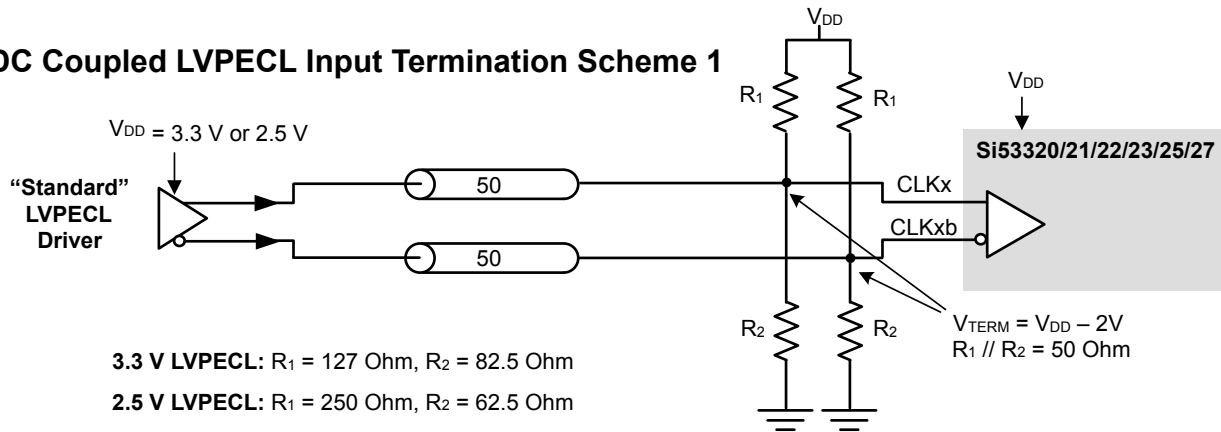 DC Coupled LVPECL Input Termination Scheme 1
VDD
R1
R1
VDD
VDD = 3.3 V or 2.5 V
Si53320/21/22/23/25/27
“Standard”
LVPECL
Driver
50
CLKx
50
CLKxb
R2
R2
VTERM = VDD – 2V
R1 // R2 = 50 Ohm
3.3 V LVPECL: R1 = 127 Ohm, R2 = 82.5 Ohm
2.5 V LVPECL: R1 = 250 Ohm, R2 = 62.5 Ohm